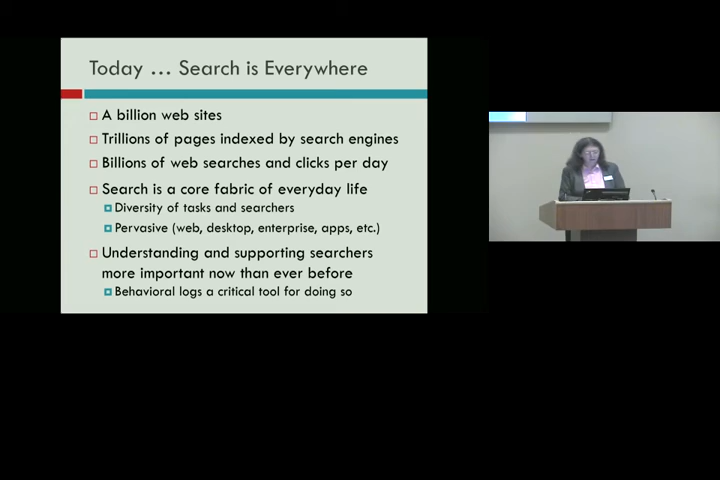 Today … Search is Everywhere
A billion web sites
Trillions of pages indexed by search engines
Billions of web searches and clicks per day
Search is a core fabric of everyday life
Diversity of tasks and searchers
Pervasive (web, desktop, enterprise, apps, etc.)
Understanding and supporting searchers
more important now than ever before
Behavioral logs a critical tool for doing so